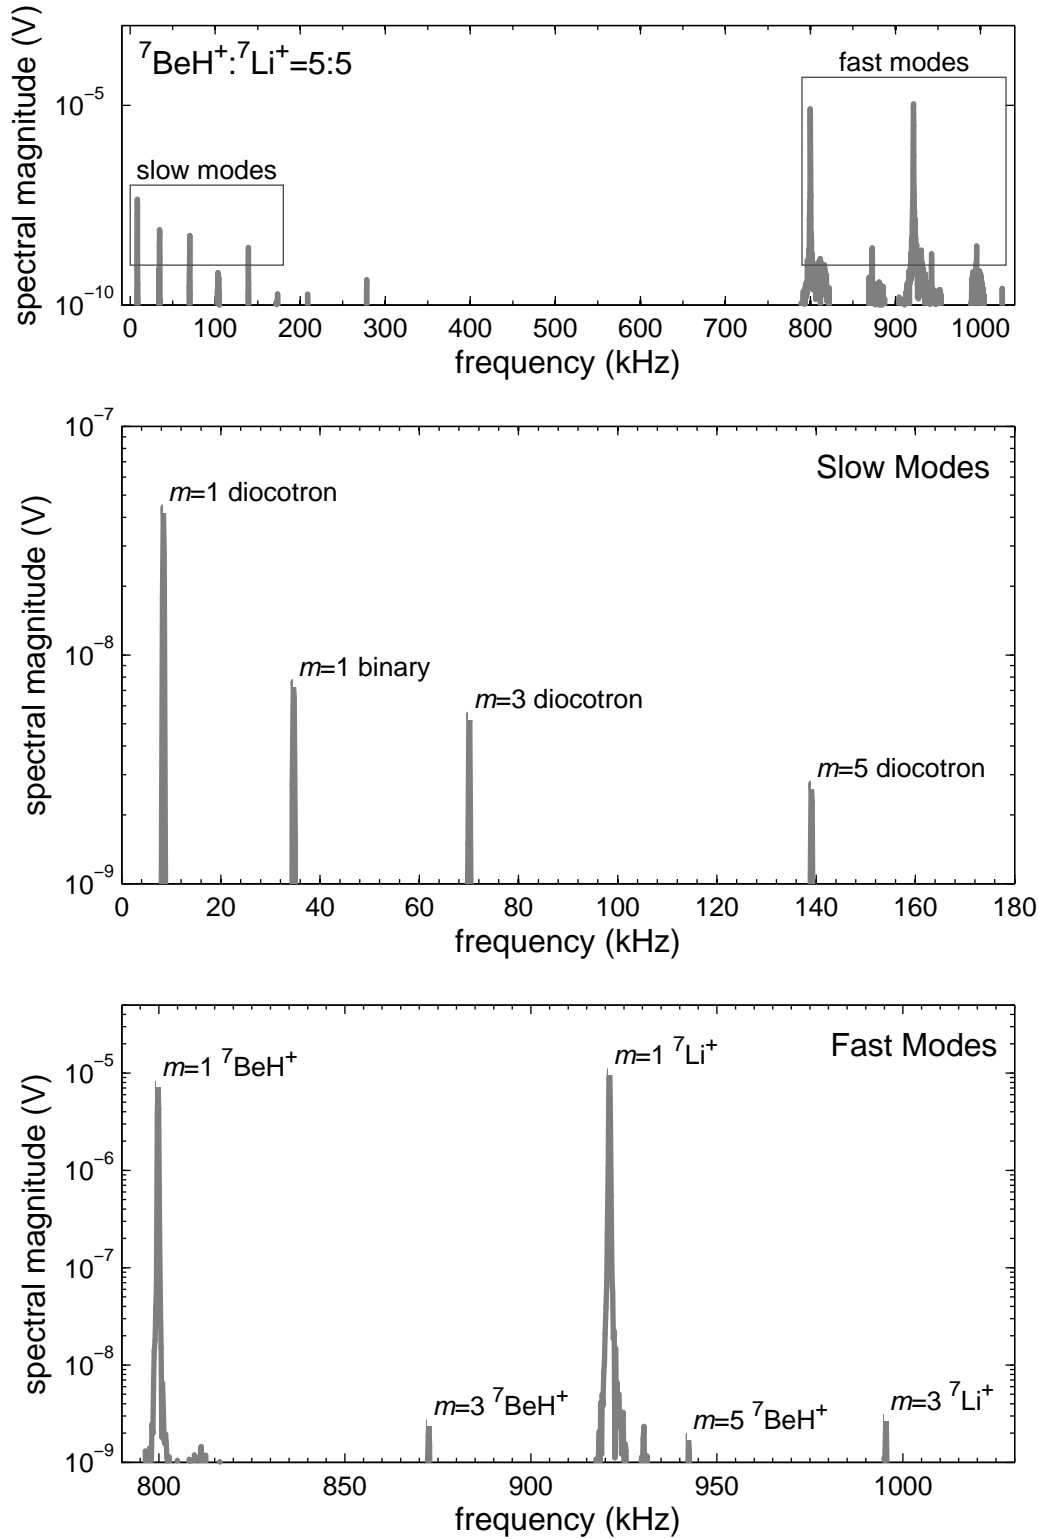 ⁷BeH⁺:⁷Li⁺=5:5
fast modes
slow modes
spectral magnitude (V)
10⁻⁵
10⁻¹⁰
0 100 200 300 400 500 600 700 800 900 1000
frequency (kHz)
Slow Modes
spectral magnitude (V)
10⁻⁷
10⁻⁸
10⁻⁹
m=1 diocotron
m=1 binary
m=3 diocotron
m=5 diocotron
0 20 40 60 80 100 120 140 160 180
frequency (kHz)
Fast Modes
spectral magnitude (V)
10⁻⁵
10⁻⁶
10⁻⁷
10⁻⁸
10⁻⁹
m=1 ⁷BeH⁺
m=1 ⁷Li⁺
m=3 ⁷BeH⁺
m=5 ⁷BeH⁺
m=3 ⁷Li⁺
800 850 900 950 1000
frequency (kHz)